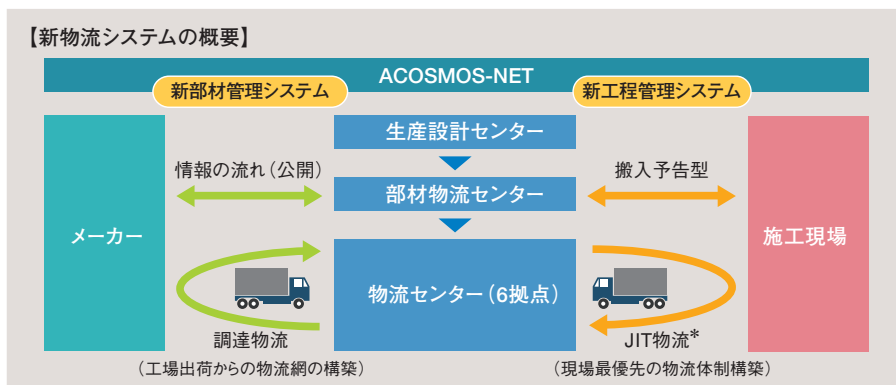 【新物流システムの概要】
ACOSMOS-NET
新部材管理システム
新工程管理システム
メーカー
情報の流れ（公開）
生産設計センター
部材物流センター
搬入予告型
施工現場
物流センター（6拠点）
調達物流
（工場出荷からの物流網の構築）
JIT物流*
（現場最優先の物流体制構築）